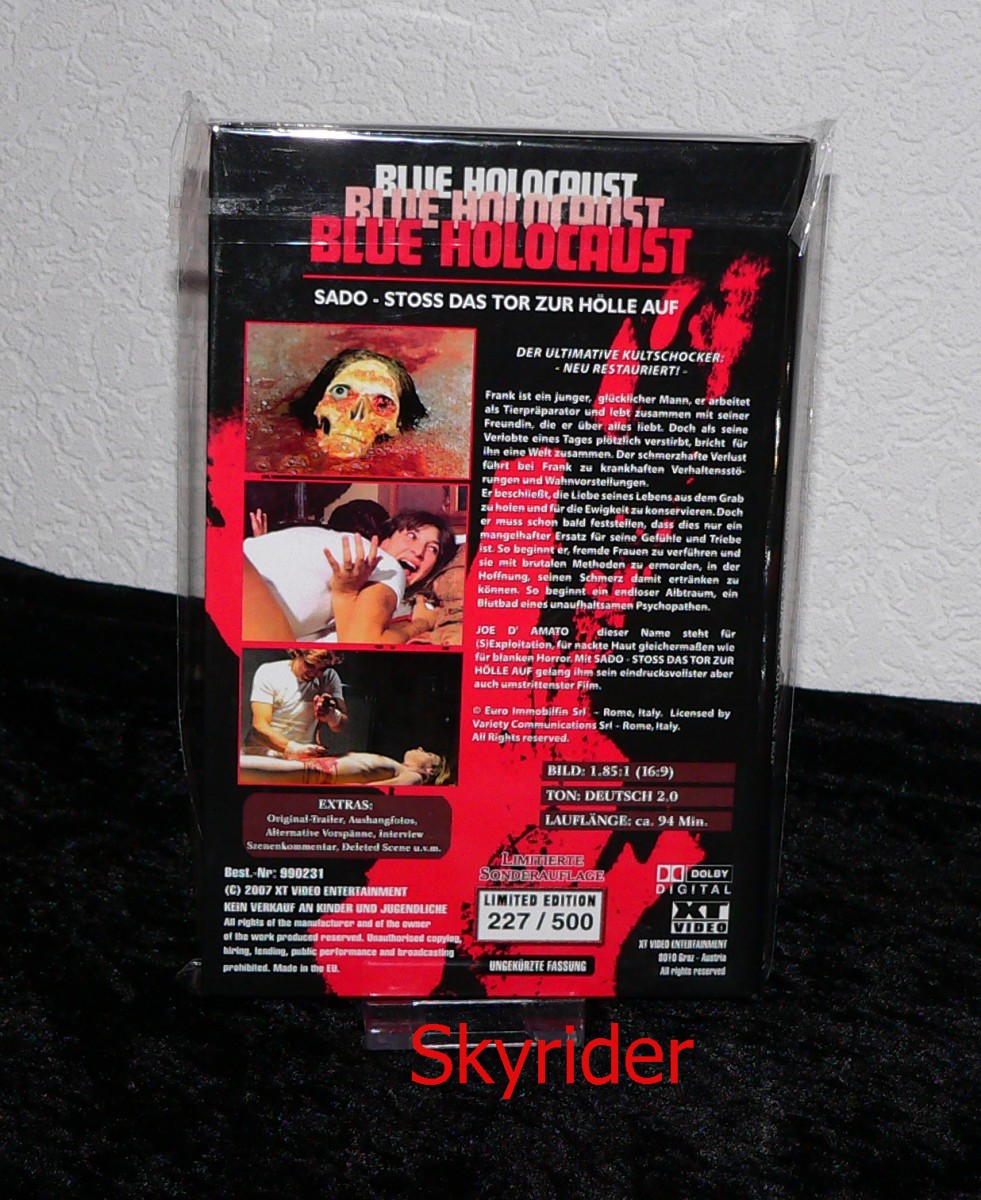 BLUE HOLOCAUST
BLUE HOLOCAUST
BLUE HOLOCAUST
SADO - STOSS DAS TOR ZUR HÖLLE AUF
DER ULTIMATIVE KULTSCHOCKER:
- NEU RESTAURIERT! -
Frank ist ein junger, glücklicher Mann, er arbeitet
als Tierpräparator und lebt zusammen mit seiner
Freundin, die er über alles liebt. Doch als seine
Verlobte eines Tages plötzlich verstirbt, bricht für
ihn eine Welt zusammen. Der schmerzhafte Verlust
führt bei Frank zu krankhaften Verhaltensstö-
rungen und Wahnvorstellungen.
Er beschließt, die Liebe seines Lebens aus dem Grab
zu holen und für die Ewigkeit zu konservieren. Doch
er muss schon bald feststellen, dass dies nur ein
mangelhafter Ersatz für seine Gefühle und Triebe
ist. So beginnt er, fremde Frauen zu verführen und
sie mit brutalen Methoden zu ermorden, in der
Hoffnung, seinen Schmerz damit ertränken zu
können. So beginnt ein endloser Albtraum, ein
Blutbad eines unaufhaltsamen Psychopathen.
JOE D' AMATO dieser Name steht für
(S)Exploitation, für nackte Haut gleichermaßen wie
für blanken Horror. Mit SADO - STOSS DAS TOR ZUR
HÖLLE AUF gelang ihm sein eindrucksvollster aber
auch umstrittenster Film.
© Euro Immobilfin Srl - Rome, Italy. Licensed by
Variety Communications Srl - Rome, Italy.
All Rights reserved.
BILD: 1.85:1 (16:9)
TON: DEUTSCH 2.0
LAUFLÄNGE: ca. 94 Min.
EXTRAS:
Original-Trailer, Aushangfotos,
Alternative Vorspänne, Interview
Szenenkommentar, Deleted Scene u.v.m.
Best.-Nr: 990231
(C) 2007 XT VIDEO ENTERTAINMENT
KEIN VERKAUF AN KINDER UND JUGENDLICHE
All rights of the manufacturer and of the owner
of the work produced reserved. Unauthorised copying,
hiring, lending, public performance and broadcasting
prohibited. Made in the EU.
LIMITIERTE
SONDERAUFLAGE
LIMITED EDITION
227 / 500
UNGEKÜRZTE FASSUNG
DOLBY
DIGITAL
XT
VIDEO
XT VIDEO ENTERTAINMENT
8010 Graz - Austria
All rights reserved
Skyrider